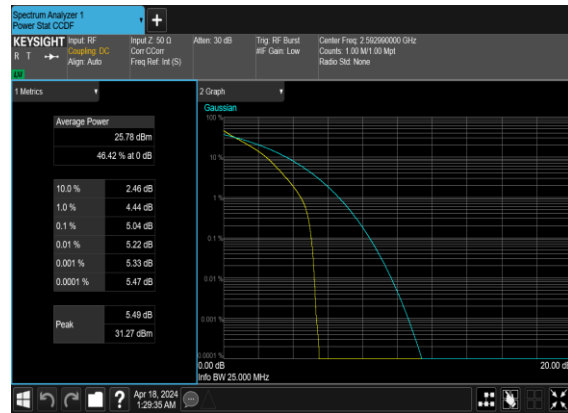 Spectrum Analyzer 1
Power Stat CCDF
KEYSIGHT
R T
LXI
Input: RF
Coupling: DC
Align: Auto
Input Z: 50 Ω
Corr CCorr
Freq Ref: Int (S)
Atten: 30 dB
Trig: RF Burst
#IF Gain: Low
Center Freq: 2.592990000 GHz
Counts: 1.00 M/1.00 Mpt
Radio Std: None
1 Metrics
Average Power
25.78 dBm
46.42 % at 0 dB
10.0 % 2.46 dB
1.0 % 4.44 dB
0.1 % 5.04 dB
0.01 % 5.22 dB
0.001 % 5.33 dB
0.0001 % 5.47 dB
Peak
5.49 dB
31.27 dBm
2 Graph
Gaussian
100 %
10 %
1 %
0.1 %
0.01 %
0.001 %
0.0001 %
0.00 dB
20.00 dB
Info BW 25.000 MHz
?
Apr 18, 2024
1:29:35 AM